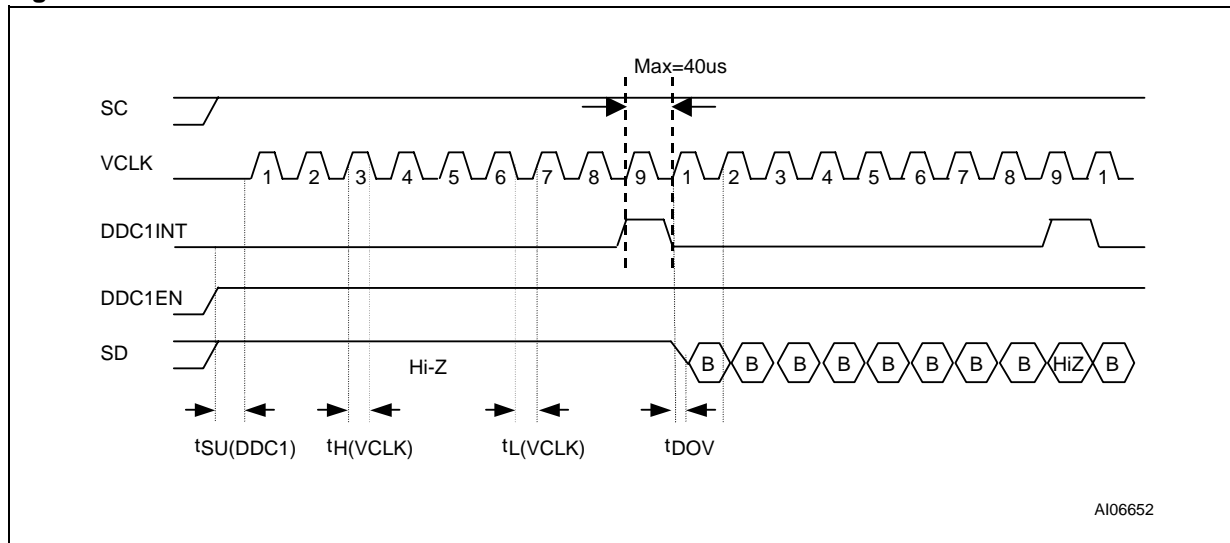 Max=40us
SC
VCLK
1 2 3 4 5 6 7 8 9 1 2 3 4 5 6 7 8 9 1
DDC1INT
DDC1EN
SD
Hi-Z
B B B B B B B B HiZ B
tSU(DDC1) tH(VCLK) tL(VCLK) tDOV
AI06652